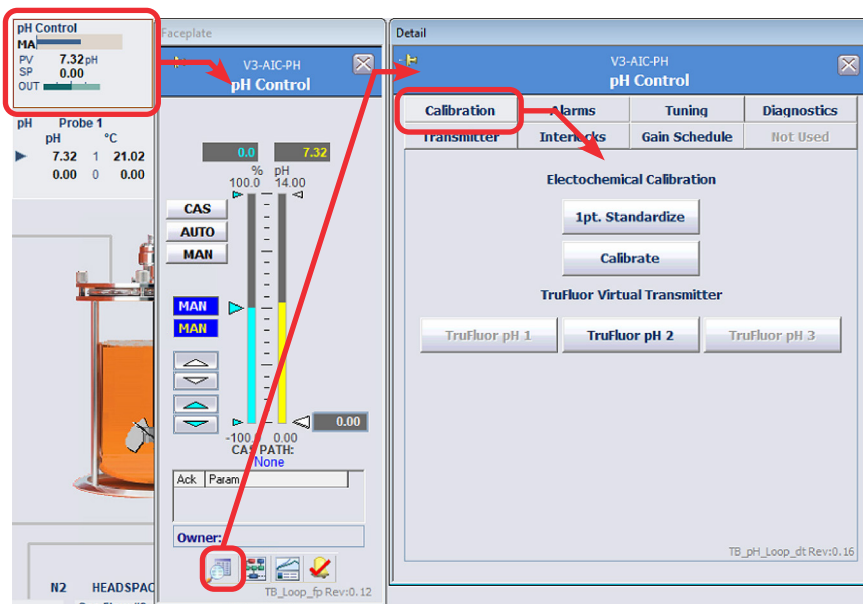 pH Control
MA
PV 7.32 pH
SP 0.00
OUT
pH Probe 1
pH °C
7.32 1 21.02
0.00 0 0.00
N2 HEADSPAC
Faceplate
V3-AIC-PH
pH Control
0.0 7.32
% pH
100.0 14.00
CAS
AUTO
MAN
MAN
MAN
0.00
-100.0 0.00
CAS PATH:
None
Ack Param
Owner:
TB_Loop_fp Rev:0.12
Detail
V3-AIC-PH
pH Control
Calibration Alarms Tuning Diagnostics
Transmitter Interlocks Gain Schedule Not Used
Electochemical Calibration
1pt. Standardize
Calibrate
TruFluor Virtual Transmitter
TruFluor pH 1 TruFluor pH 2 TruFluor pH 3
TB_pH_Loop_dt Rev:0.16